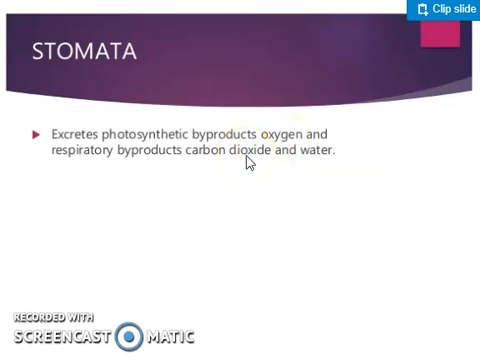 Clip slide
STOMATA
Excretes photosynthetic byproducts oxygen and
respiratory byproducts carbon dioxide and water.
RECORDED WITH
SCREENCAST MATIC